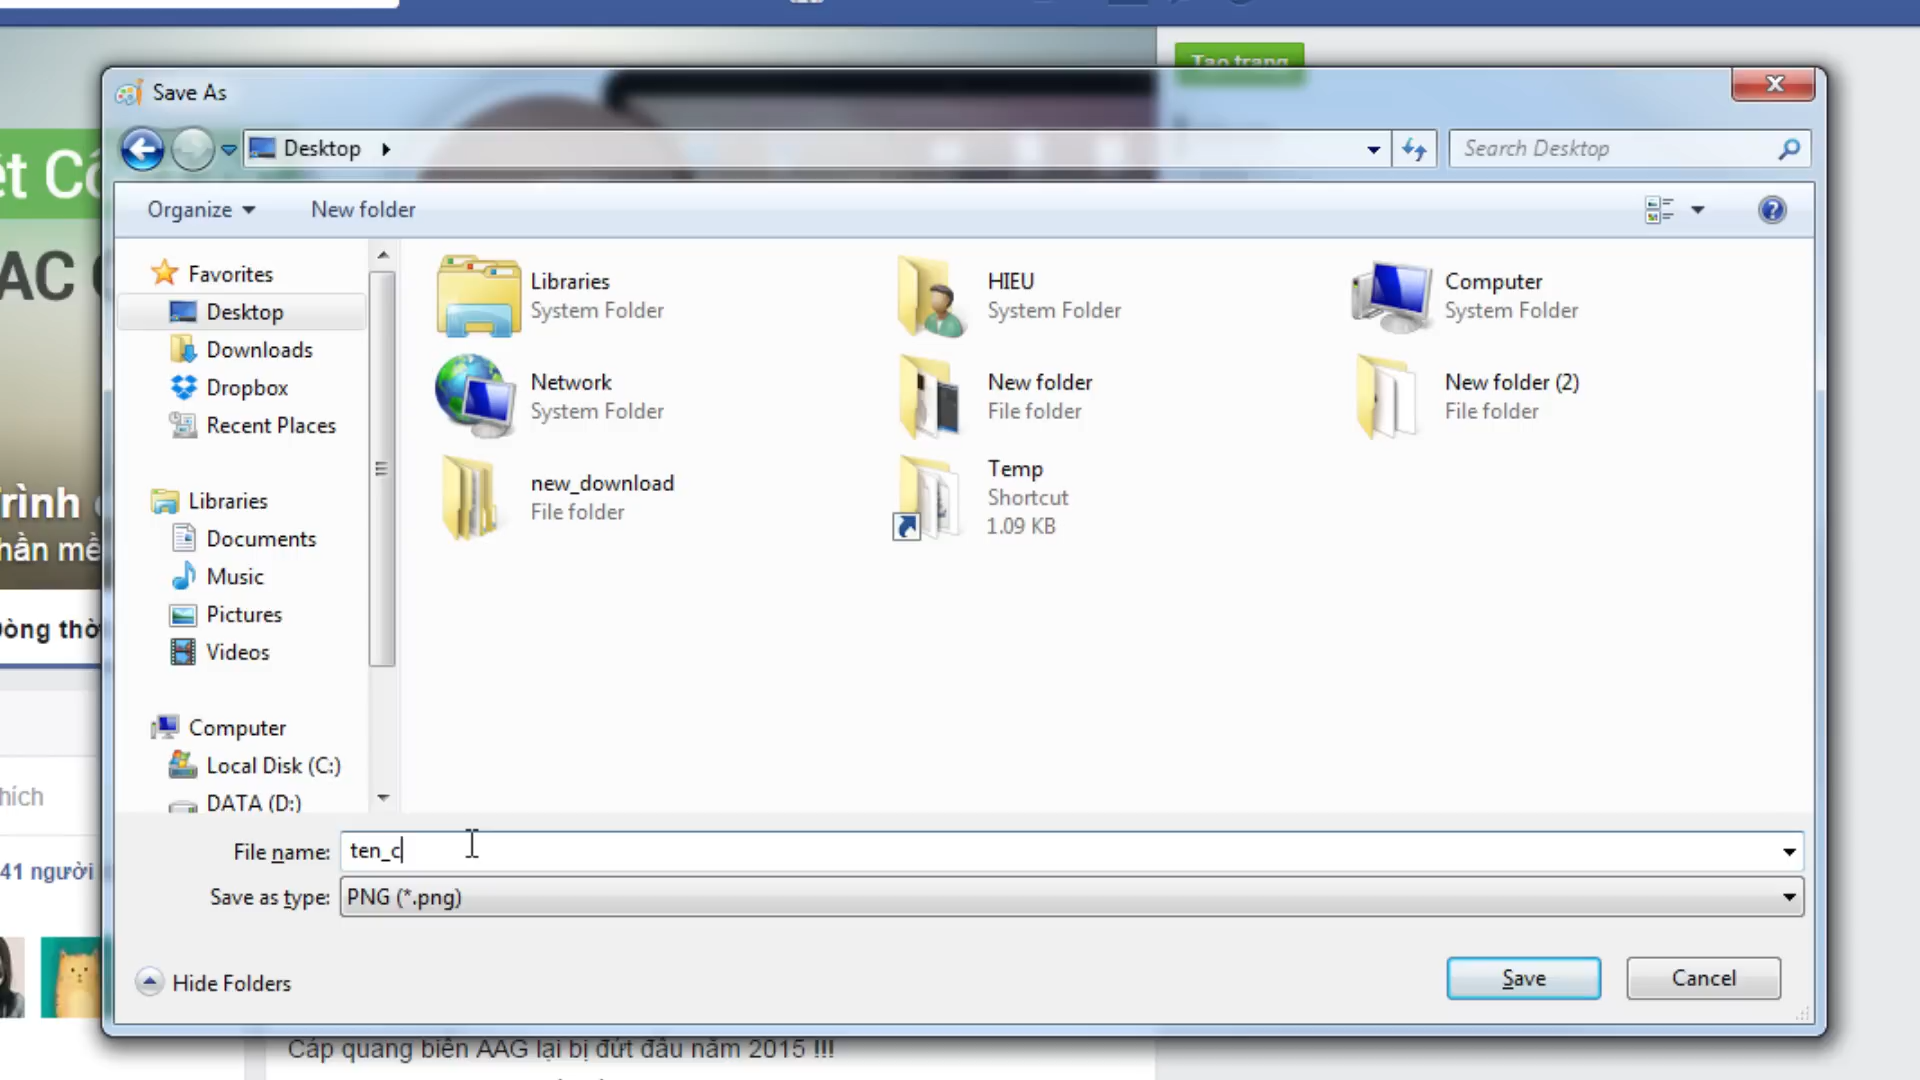 Tạo trang
Save As
Desktop
Search Desktop
Organize
New folder
Favorites
Desktop
Downloads
Dropbox
Recent Places
Libraries
Documents
Music
Pictures
Videos
Computer
Local Disk (C:)
DATA (D:)
Libraries
System Folder
HIEU
System Folder
Computer
System Folder
Network
System Folder
New folder
File folder
New folder (2)
File folder
new_download
File folder
Temp
Shortcut
1.09 KB
File name: ten_c
Save as type: PNG (*.png)
Hide Folders
Save
Cancel
ét Cố
AC
rình
hần mề
Dòng thờ
hích
41 người
Cáp quang biển AAG lại bị đứt đầu năm 2015 !!!